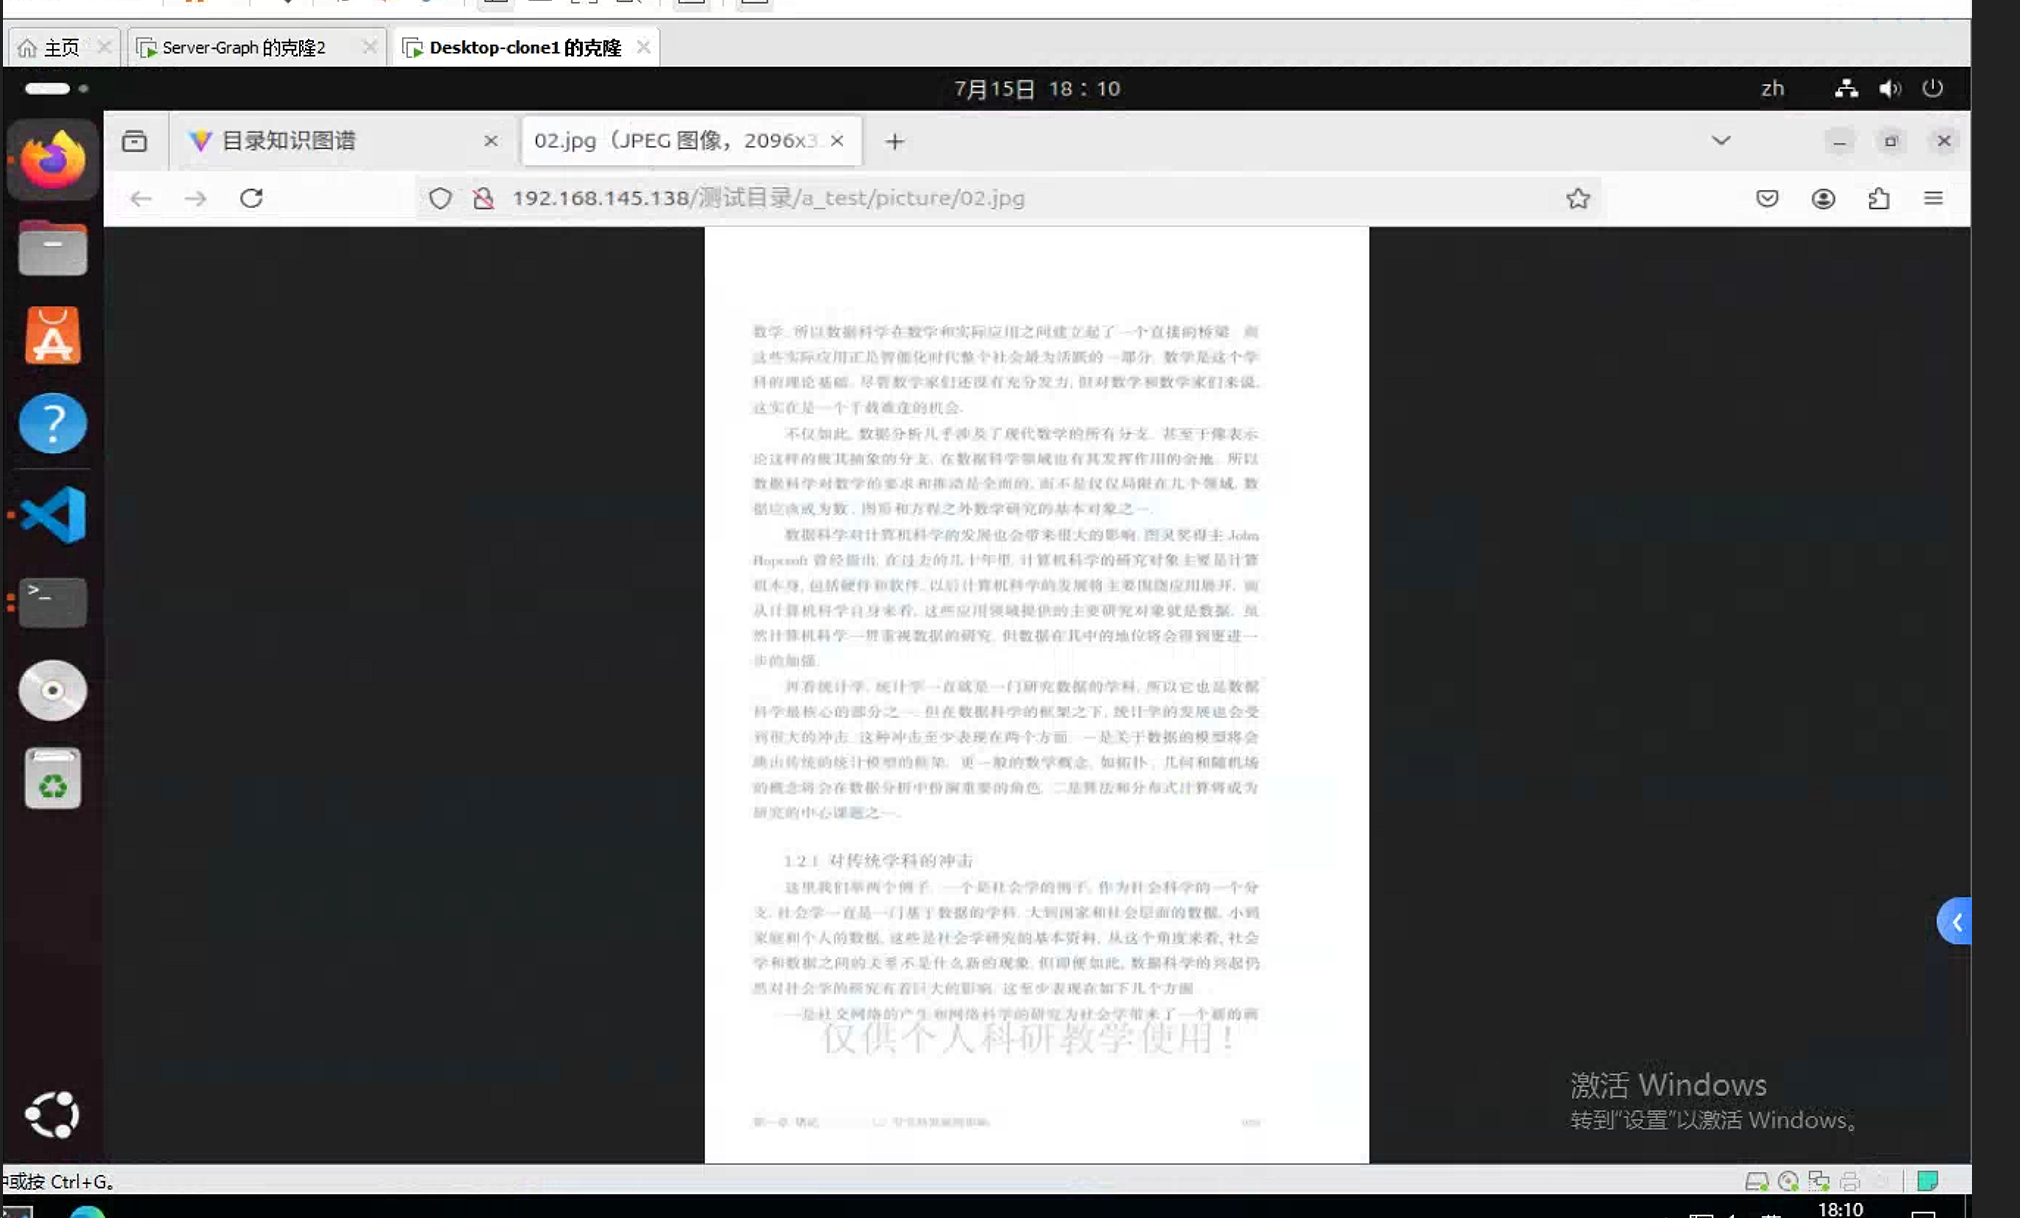 主页
Server-Graph 的克隆2
Desktop-clone1 的克隆
7月15日 18：10
zh
目录知识图谱
02.jpg（JPEG 图像，2096x3
192.168.145.138/测试目录/a_test/picture/02.jpg
数学. 所以数据科学在数学和实际应用之间建立起了一个直接的桥梁. 而
这些实际应用正是智能化时代整个社会最为活跃的一部分. 数学是这个学
科的理论基础. 尽管数学家们还没有充分发力, 但对数学和数学家们来说,
这实在是一个千载难逢的机会.
不仅如此, 数据分析几乎涉及了现代数学的所有分支. 甚至于像表示
论这样的极其抽象的分支, 在数据科学领域也有其发挥作用的余地. 所以
数据科学对数学的要求和推动是全面的, 而不是仅仅局限在几个领域. 数
据应该成为数、图形和方程之外数学研究的基本对象之一.
数据科学对计算机科学的发展也会带来很大的影响. 图灵奖得主 John
Hopcroft 曾经指出, 在过去的几十年里, 计算机科学的研究对象主要是计算
机本身, 包括硬件和软件. 以后计算机科学的发展将主要围绕应用展开. 而
从计算机科学自身来看, 这些应用领域提供的主要研究对象就是数据. 虽
然计算机科学一贯重视数据的研究, 但数据在其中的地位将会得到更进一
步的加强.
再看统计学. 统计学一直就是一门研究数据的学科, 所以它也是数据
科学最核心的部分之一. 但在数据科学的框架之下, 统计学的发展也会受
到很大的冲击. 这种冲击至少表现在两个方面. 一是关于数据的模型将会
跳出传统的统计模型的框架. 更一般的数学概念, 如拓扑、几何和随机场
的概念将会在数据分析中扮演重要的角色. 二是算法和分布式计算将成为
研究的中心课题之一.
1.2.1 对传统学科的冲击
这里我们举两个例子. 一个是社会学的例子. 作为社会科学的一个分
支, 社会学一直是一门基于数据的学科. 大到国家和社会层面的数据, 小到
家庭和个人的数据, 这些是社会学研究的基本资料. 从这个角度来看, 社会
学和数据之间的关系不是什么新的现象. 但即便如此, 数据科学的兴起仍
然对社会学的研究有着巨大的影响. 这至少表现在如下几个方面.
一是社交网络的产生和网络科学的研究为社会学带来了一个新的
仅供个人科研教学使用！
第一章 绪论
激活 Windows
转到“设置”以激活 Windows。
或按 Ctrl+G。
18:10